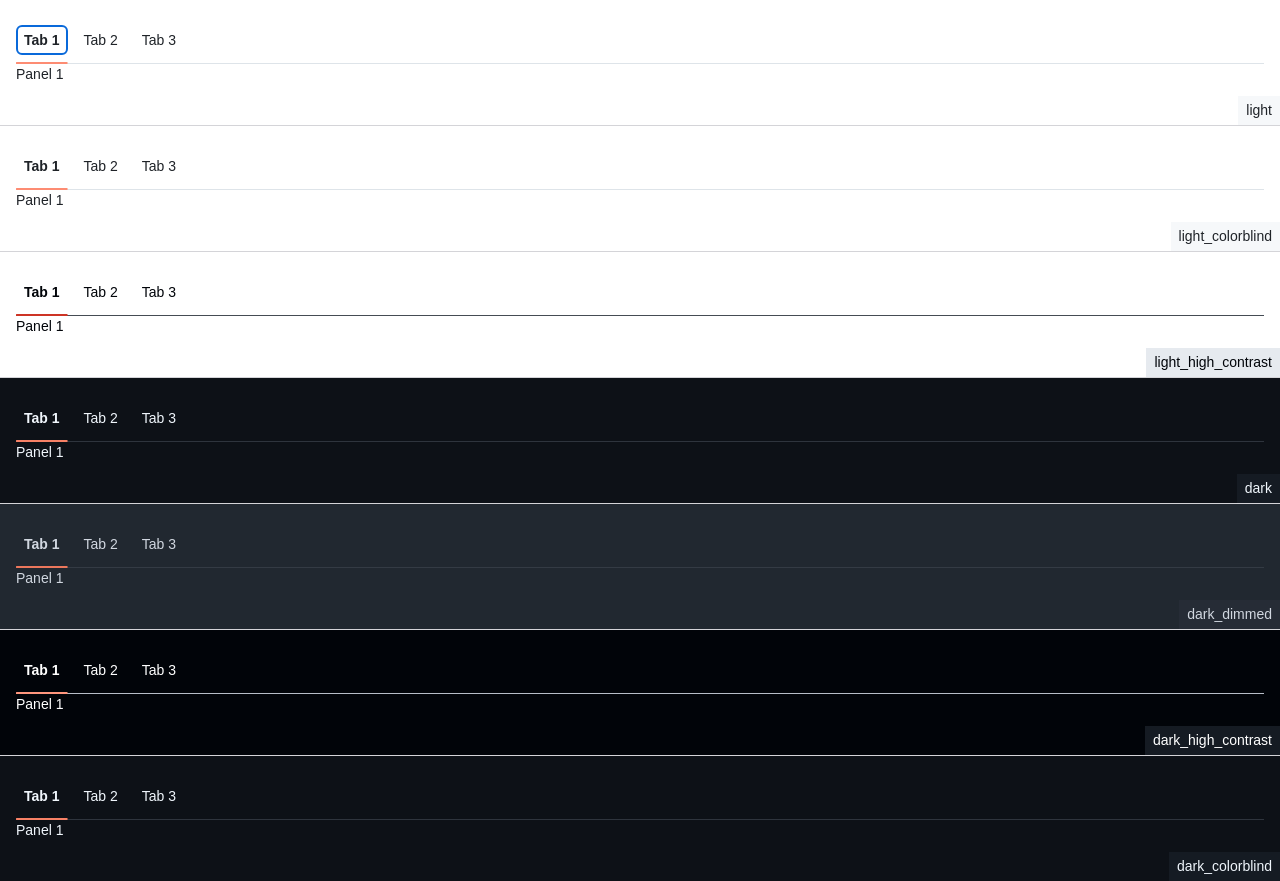 Tab 1 Tab 2 Tab 3
Panel 1
light
Tab 1 Tab 2 Tab 3
Panel 1
light_colorblind
Tab 1 Tab 2 Tab 3
Panel 1
light_high_contrast
Tab 1 Tab 2 Tab 3
Panel 1
dark
Tab 1 Tab 2 Tab 3
Panel 1
dark_dimmed
Tab 1 Tab 2 Tab 3
Panel 1
dark_high_contrast
Tab 1 Tab 2 Tab 3
Panel 1
dark_colorblind